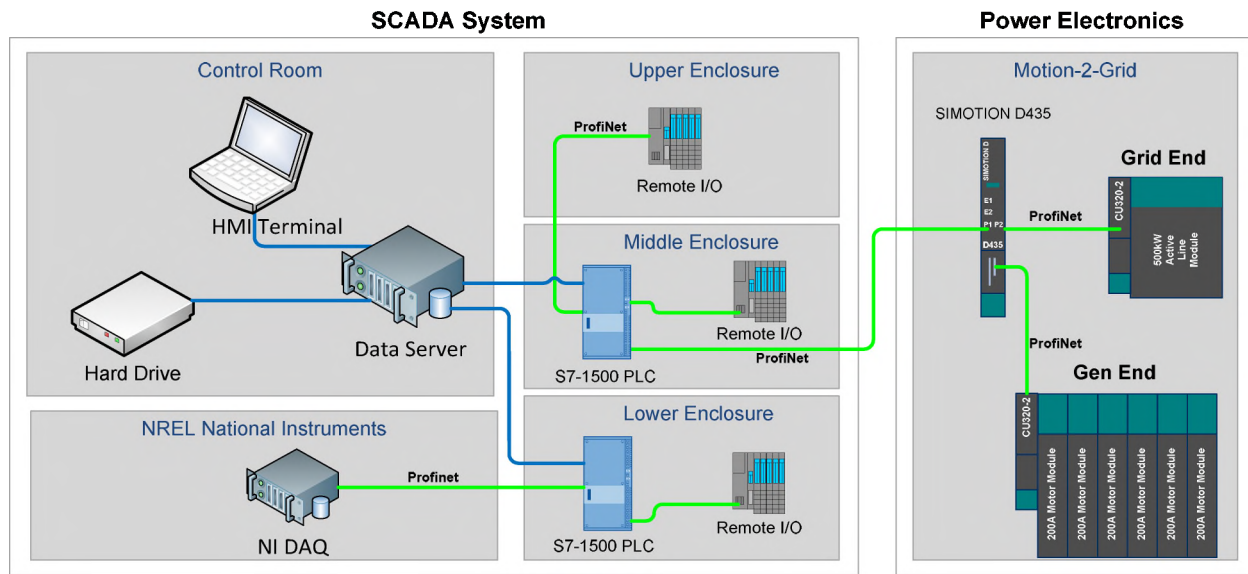 SCADA System
Power Electronics
Control Room
HMI Terminal
Data Server
Hard Drive
NREL National Instruments
Profinet
NI DAQ
Upper Enclosure
ProfiNet
Remote I/O
Middle Enclosure
Remote I/O
ProfiNet
S7-1500 PLC
Lower Enclosure
Remote I/O
S7-1500 PLC
Motion-2-Grid
SIMOTION D435
SIMOTION D
E1
E2
P1 P2
D435
Grid End
ProfiNet
CU320-2
500kW
Active
Line
Module
ProfiNet
Gen End
CU320-2
200A Motor Module
200A Motor Module
200A Motor Module
200A Motor Module
200A Motor Module
200A Motor Module